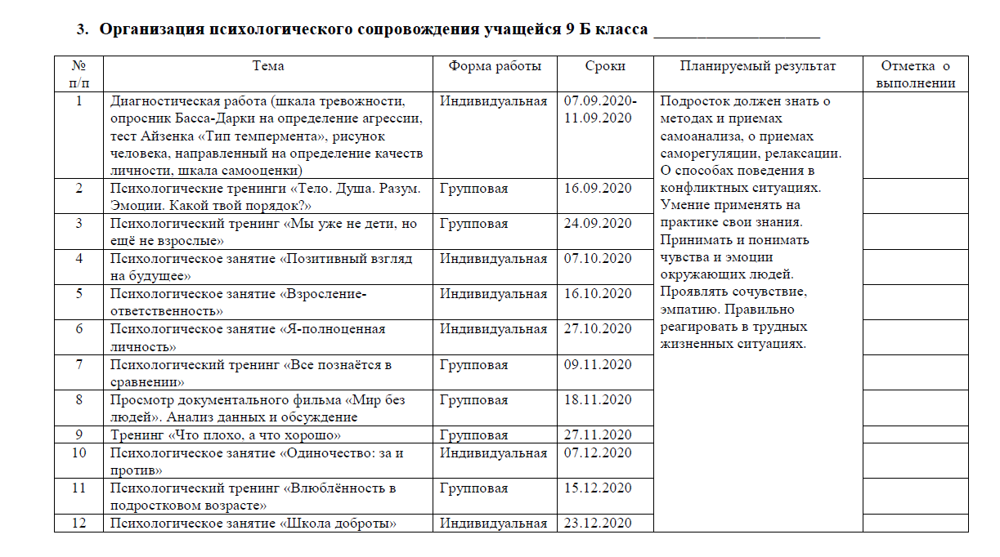 3. Организация психологического сопровождения учащейся 9 Б класса ___________________
№ п/п Тема Форма работы Сроки Планируемый результат Отметка о выполнении
1 Диагностическая работа (шкала тревожности, Индивидуальная 07.09.2020- Подросток должен знать о
опросник Басса-Дарки на определение агрессии, 11.09.2020 методах и приемах
тест Айзенка «Тип темпермента», рисунок самоанализа, о приемах
человека, направленный на определение качеств саморегуляции, релаксации.
личности, шкала самооценки) О способах поведения в
2 Психологические тренинги «Тело. Душа. Разум. Групповая 16.09.2020 конфликтных ситуациях.
Эмоции. Какой твой порядок?» Умение применять на
3 Психологический тренинг «Мы уже не дети, но Групповая 24.09.2020 практике свои знания.
ещё не взрослые» Принимать и понимать
4 Психологическое занятие «Позитивный взгляд Индивидуальная 07.10.2020 чувства и эмоции
на будущее» окружающих людей.
5 Психологическое занятие «Взросление- Индивидуальная 16.10.2020 Проявлять сочувствие,
ответственность» эмпатию. Правильно
6 Психологическое занятие «Я-полноценная Индивидуальная 27.10.2020 реагировать в трудных
личность» жизненных ситуациях.
7 Психологический тренинг «Все познаётся в Групповая 09.11.2020
сравнении»
8 Просмотр документального фильма «Мир без Групповая 18.11.2020
людей». Анализ данных и обсуждение
9 Тренинг «Что плохо, а что хорошо» Групповая 27.11.2020
10 Психологическое занятие «Одиночество: за и Индивидуальная 07.12.2020
против»
11 Психологический тренинг «Влюблённость в Групповая 15.12.2020
подростковом возрасте»
12 Психологическое занятие «Школа доброты» Индивидуальная 23.12.2020